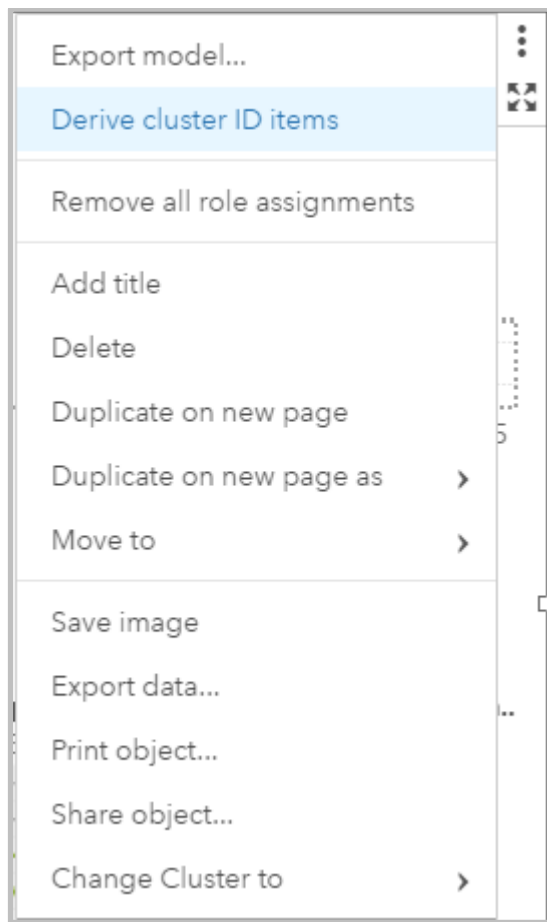 Export model...
Derive cluster ID items
Remove all role assignments
Add title
Delete
Duplicate on new page
Duplicate on new page as
5
Move to
Save image
Export data...
Print object...
Share object...
Change Cluster to